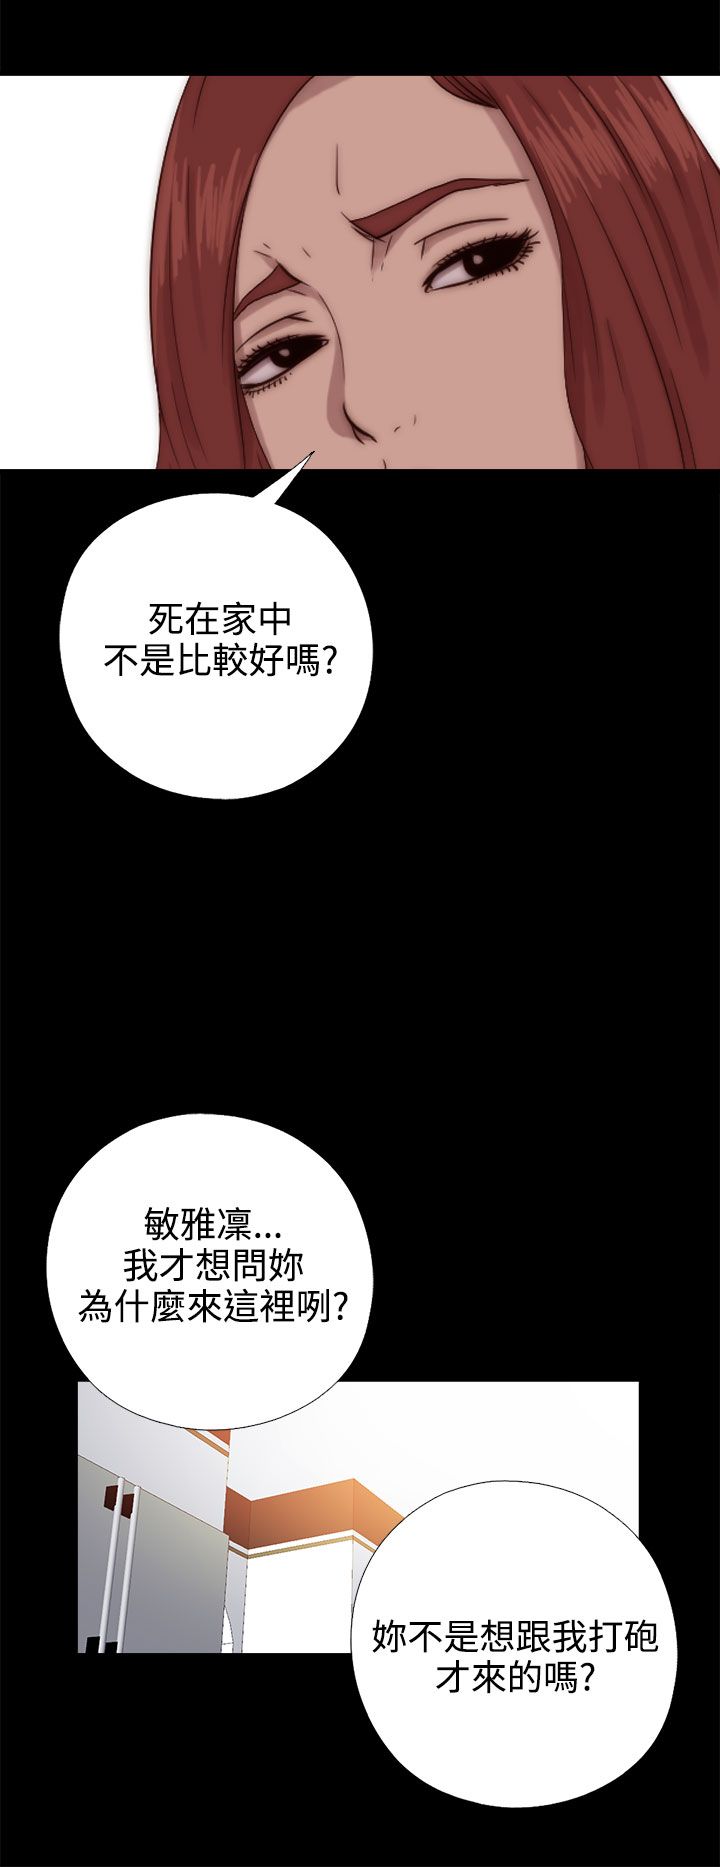 死在家中
不是比較好嗎?
敏雅凜...
我才想問妳
為什麼來這裡咧?
妳不是想跟我打砲
才來的嗎?